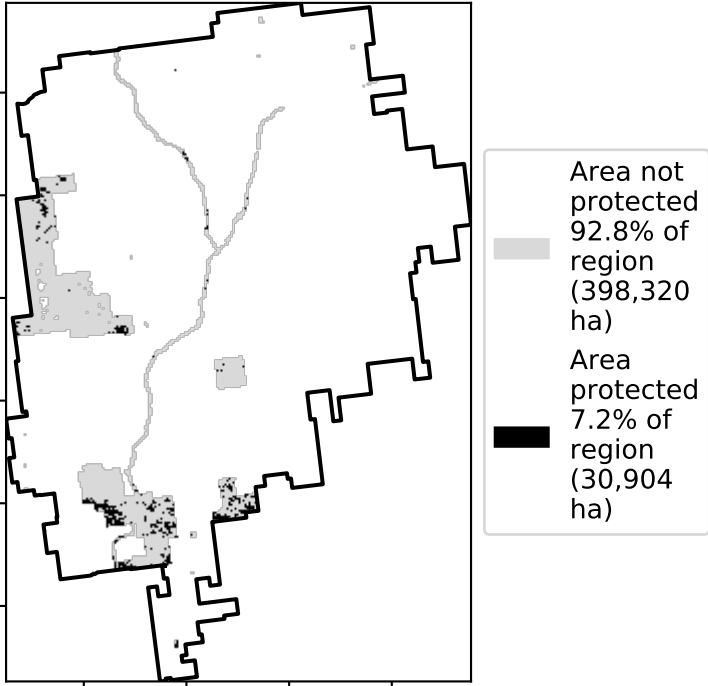 Area not
protected
92.8% of
region
(398,320
ha)
Area
protected
7.2% of
region
(30,904
ha)